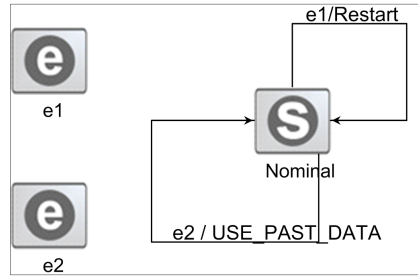 e1/Restart
e
e1
S
Nominal
e
e2 / USE_PAST_DATA
e2